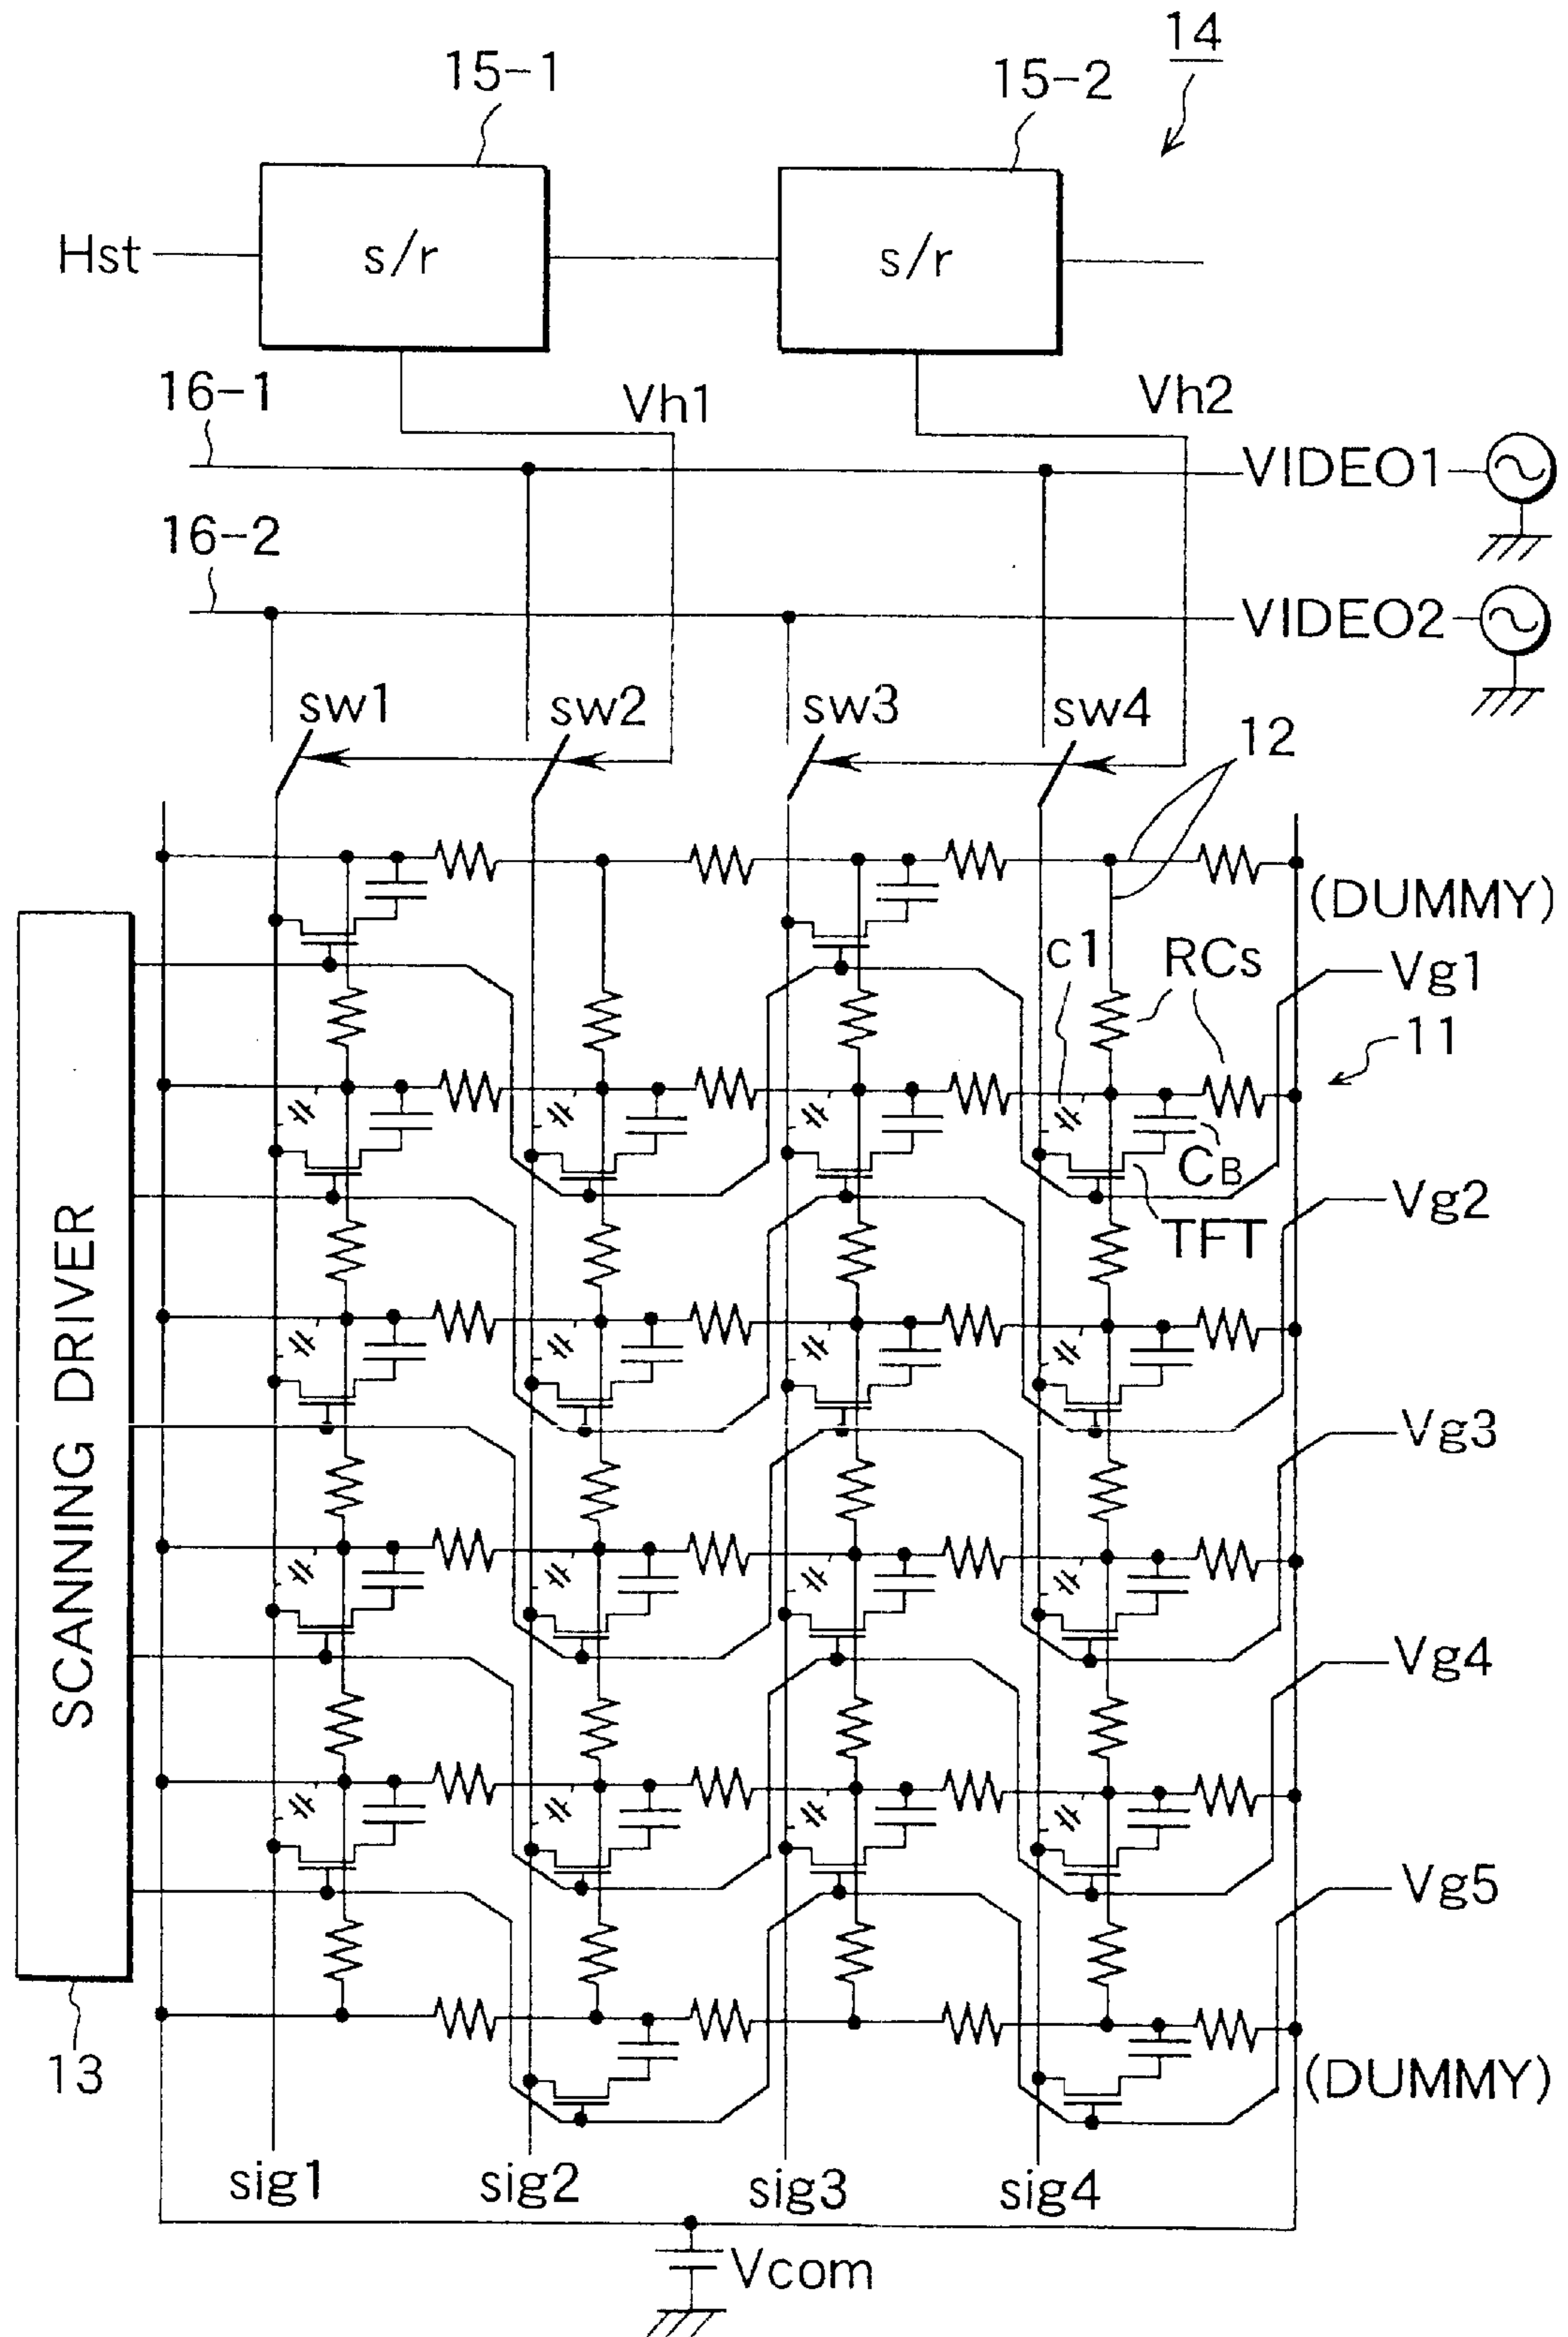 14
15-1
15-2
Hst
s/r
s/r
16-1
Vh1
Vh2
VIDEO1
16-2
VIDEO2
sw1
sw2
sw3
sw4
12
(DUMMY)
c1
RCs
Vg1
11
CB
TFT
Vg2
SCANNING DRIVER
Vg3
Vg4
Vg5
13
(DUMMY)
sig1
sig2
sig3
sig4
Vcom